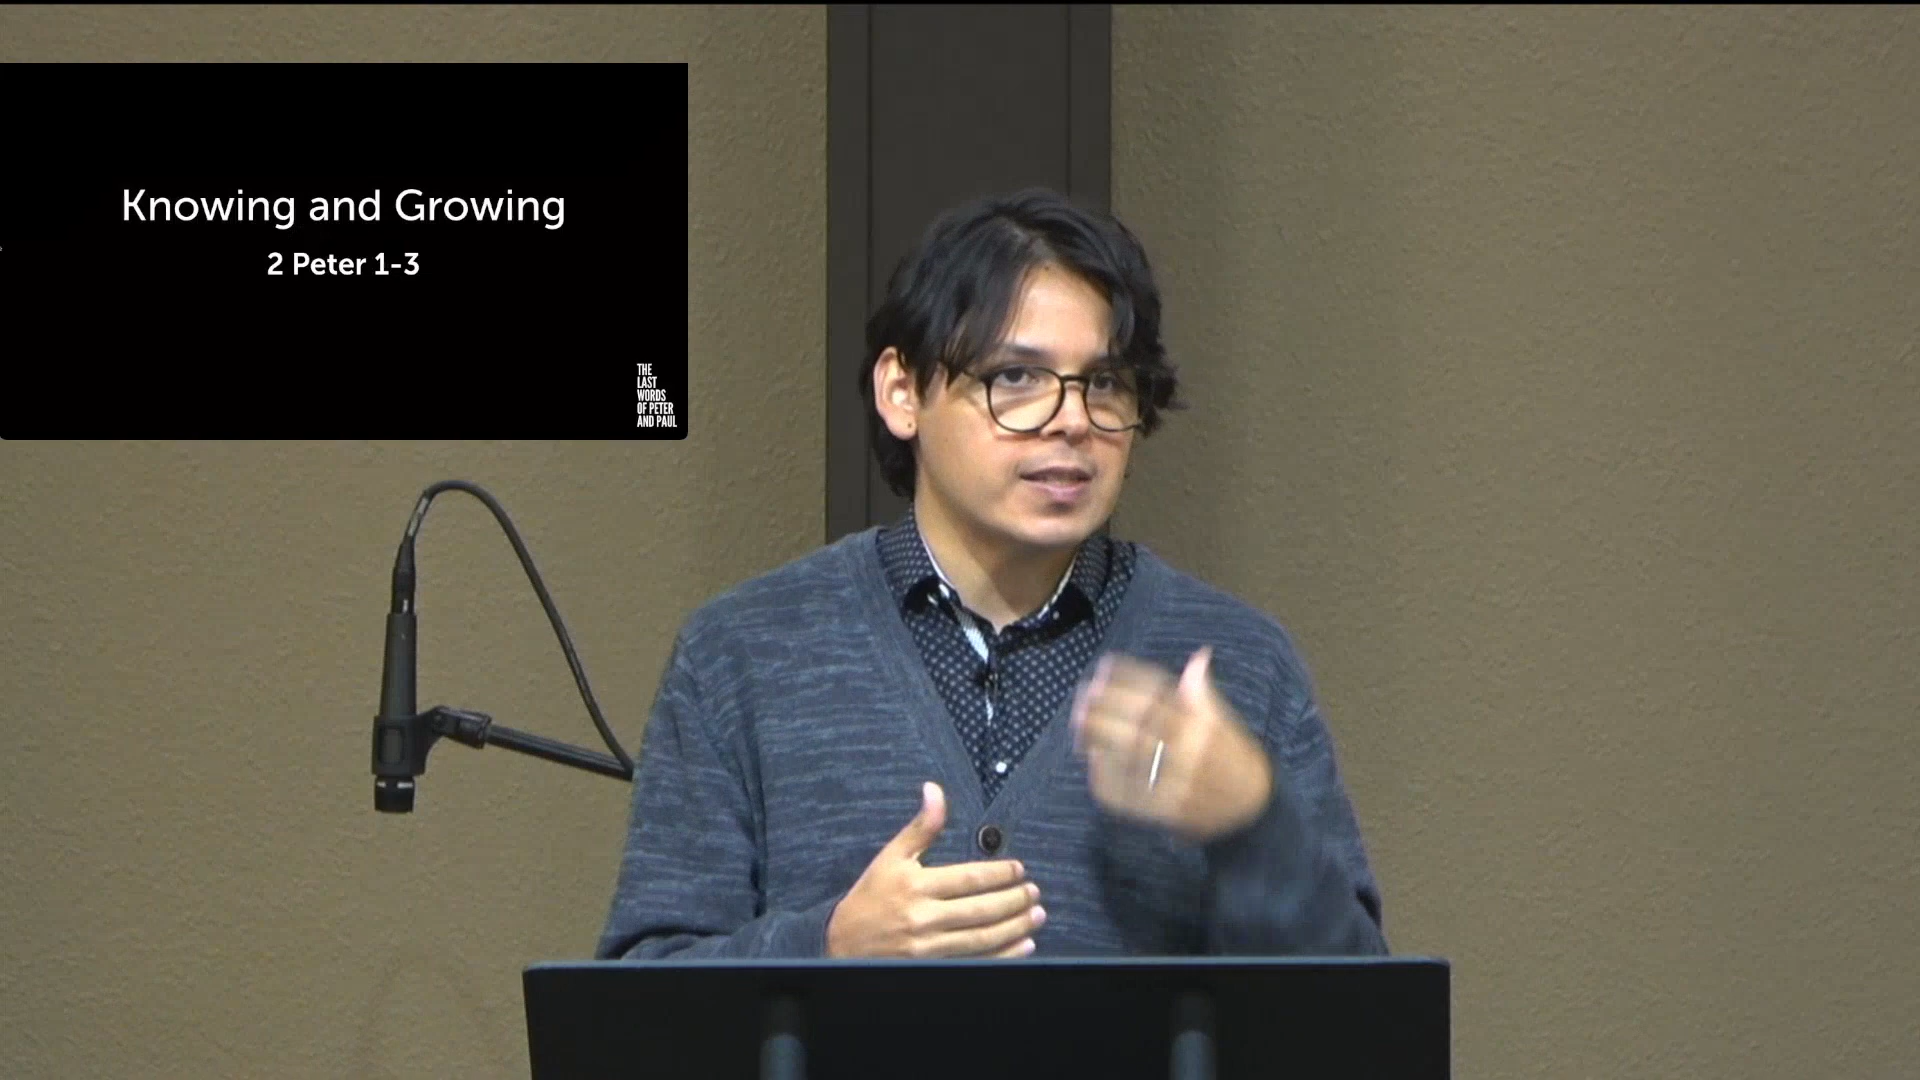 Knowing and Growing
2 Peter 1-3
THE
LAST
WORDS
OF PETER
AND PAUL